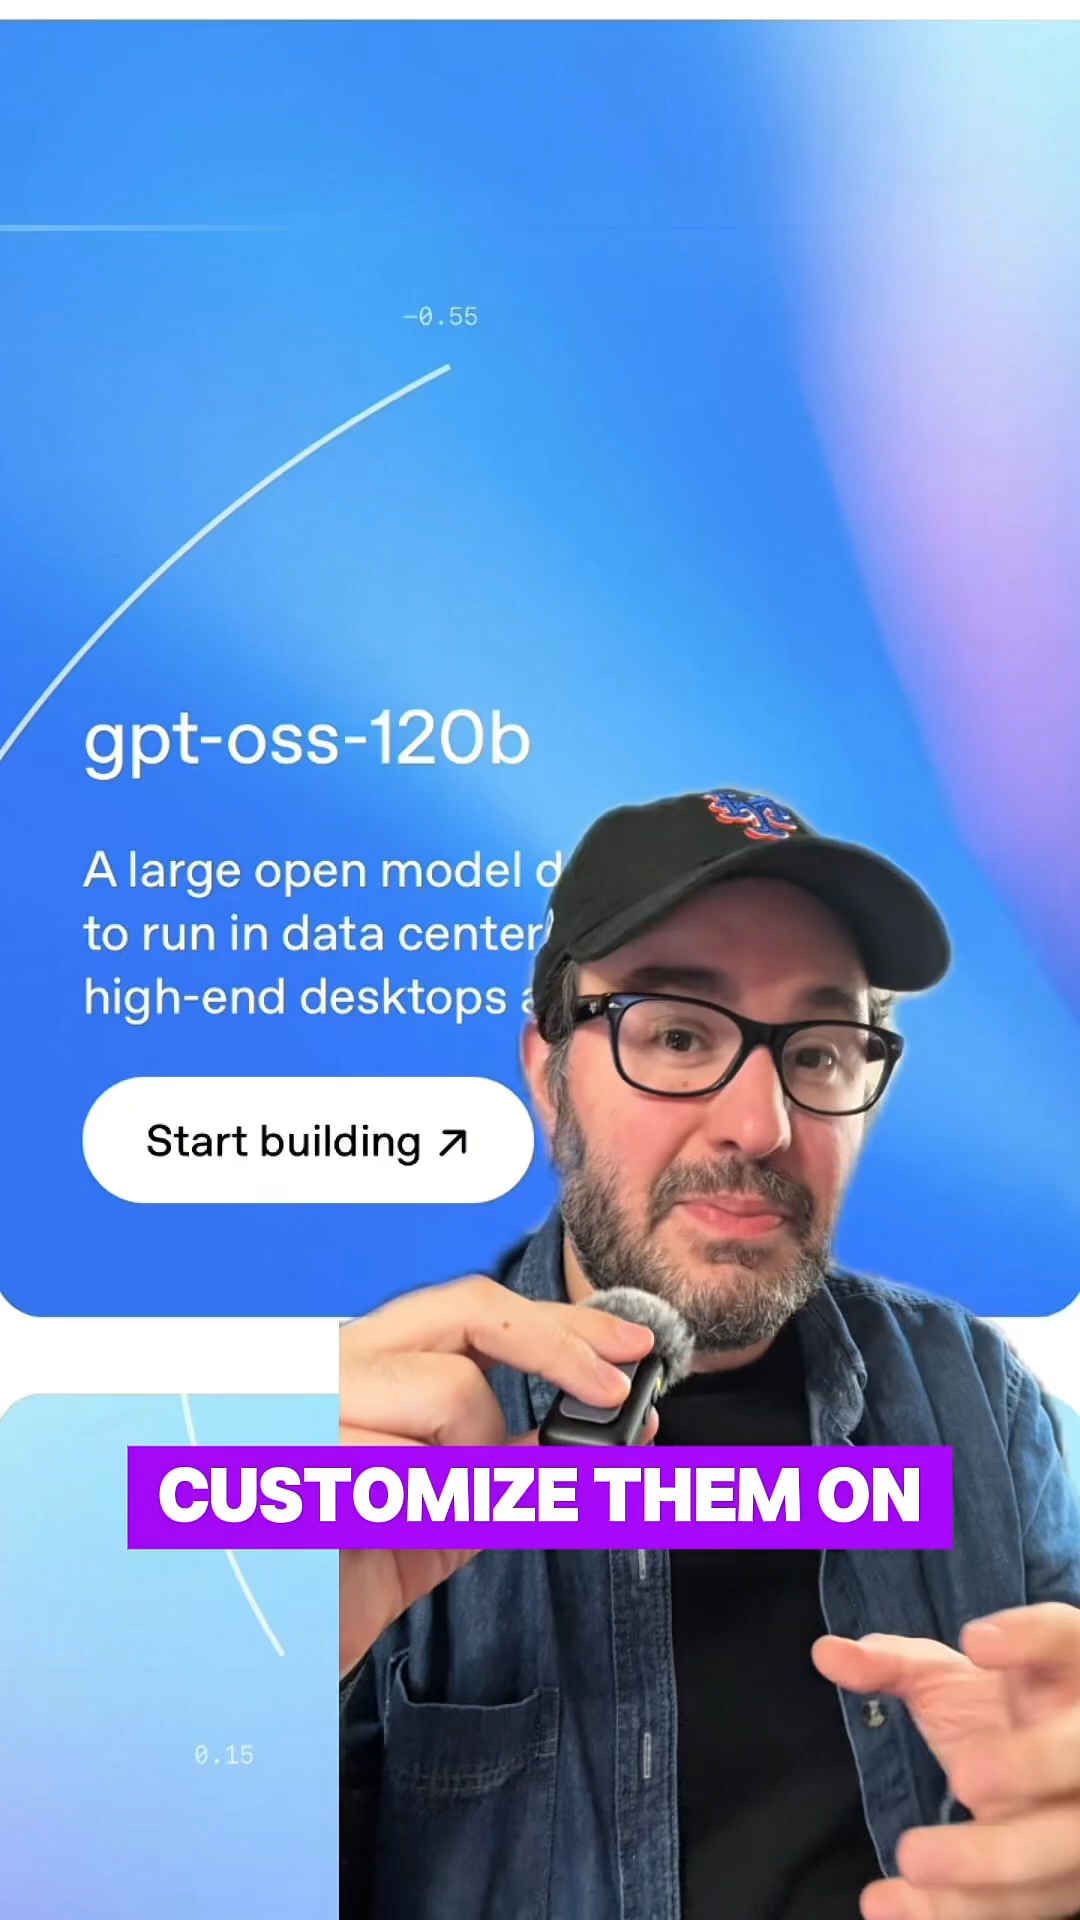 –0.55
gpt-oss-120b
A large open model
to run in data center
high-end desktops
Start building ↗
CUSTOMIZE THEM ON
0.15